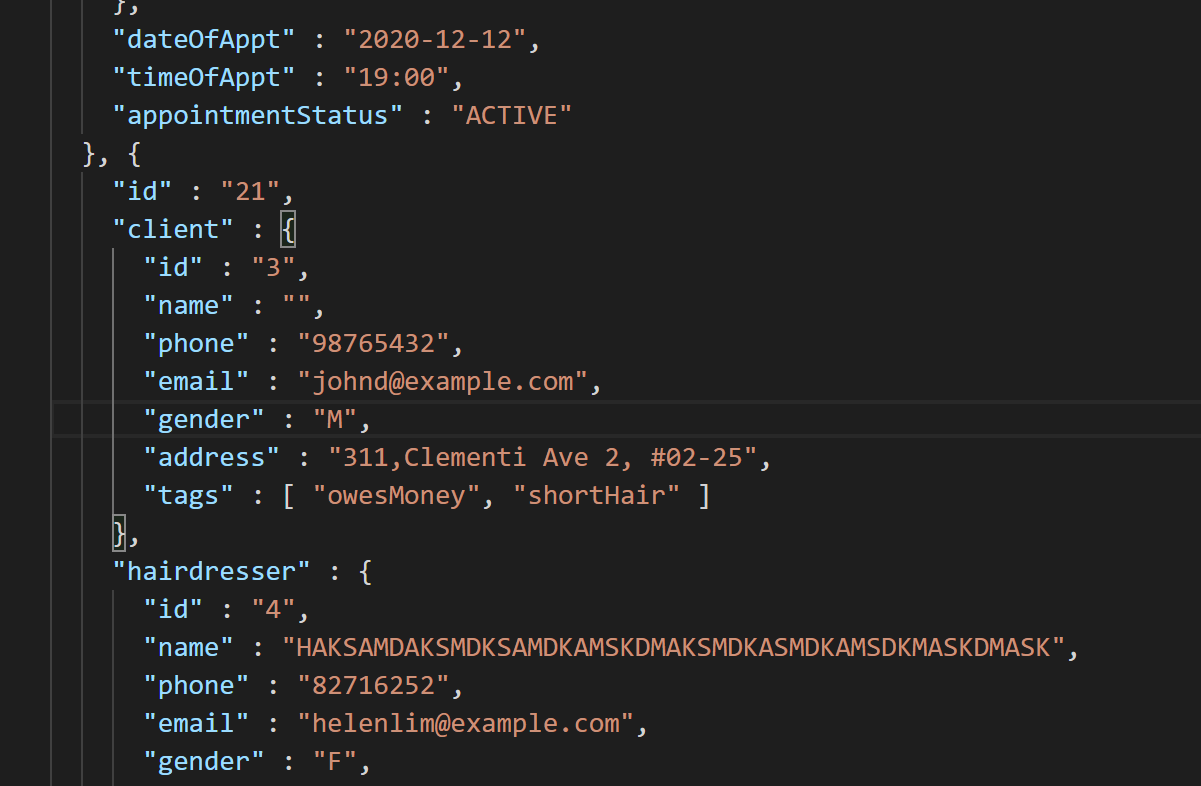 },
"dateOfAppt" : "2020-12-12",
"timeOfAppt" : "19:00",
"appointmentStatus" : "ACTIVE"
}, {
"id" : "21",
"client" : {
"id" : "3",
"name" : "",
"phone" : "98765432",
"email" : "johnd@example.com",
"gender" : "M",
"address" : "311,Clementi Ave 2, #02-25",
"tags" : [ "owesMoney", "shortHair" ]
},
"hairdresser" : {
"id" : "4",
"name" : "HAKSAMDAKSMDKSAMDKAMSKDMAKSMDKASMDKAMSDKMASKDMASK",
"phone" : "82716252",
"email" : "helenlim@example.com",
"gender" : "F",